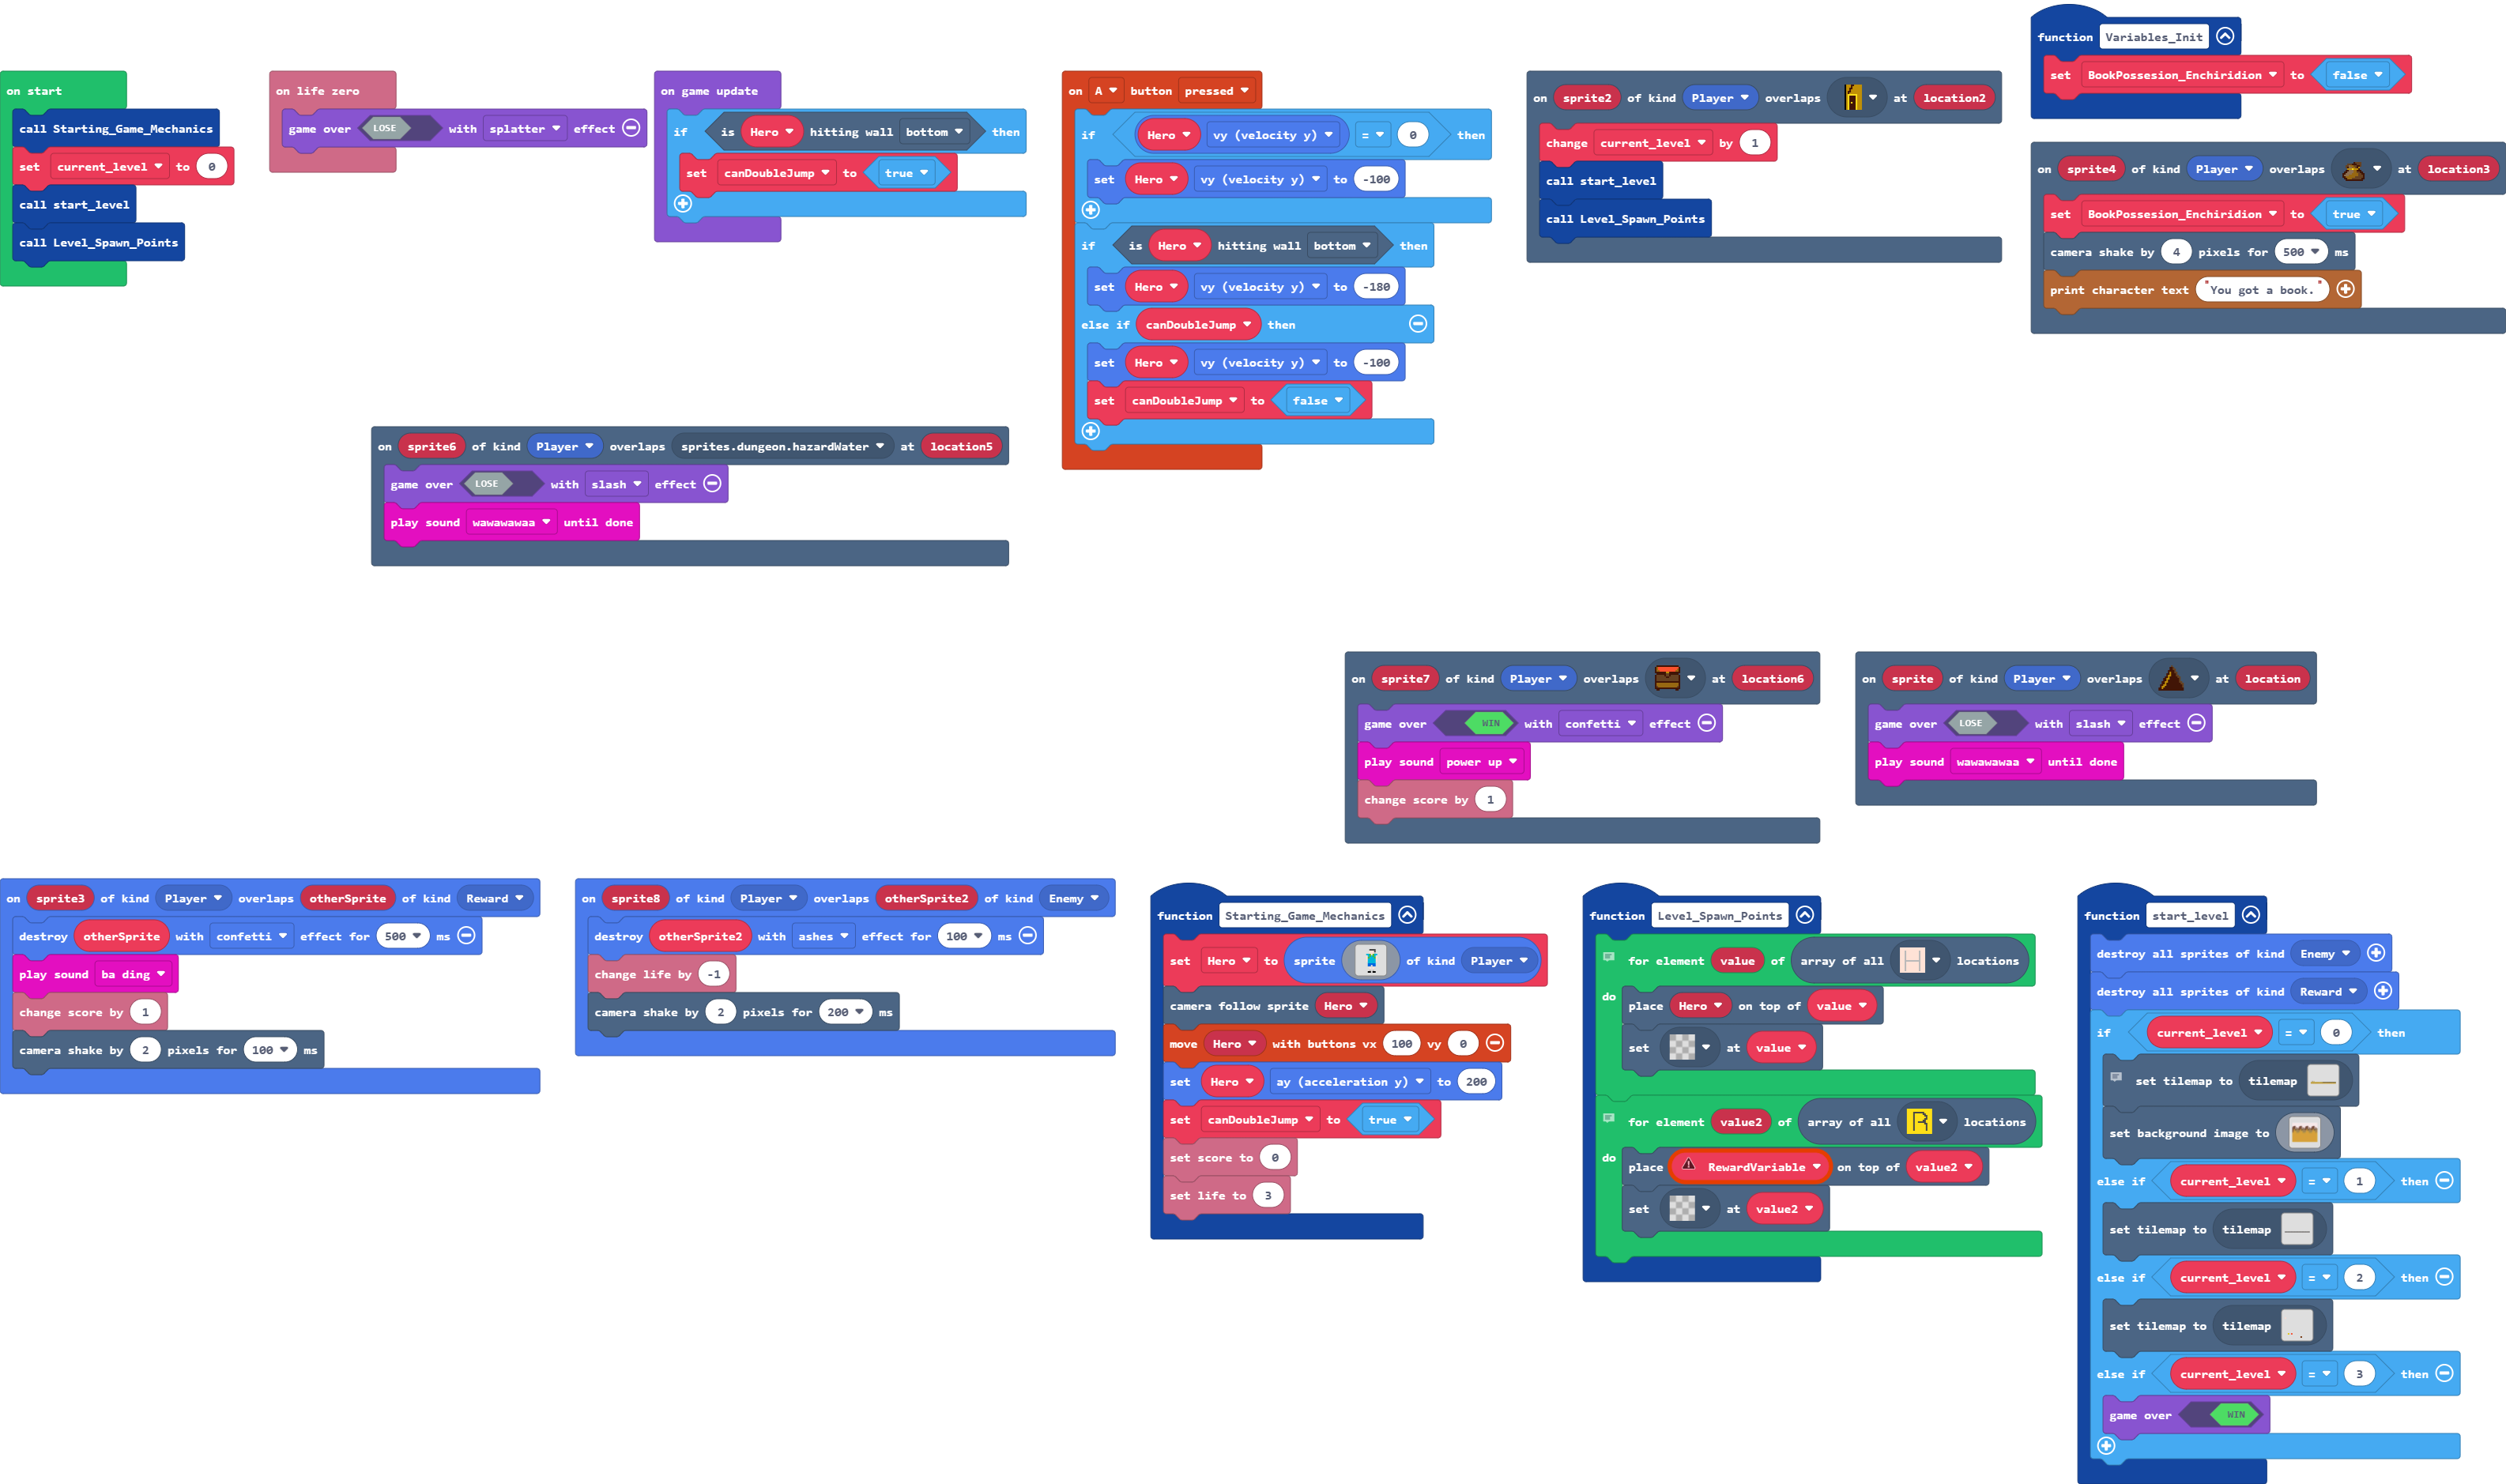 on start
call Starting_Game_Mechanics
set current_level to 0
call start_level
call Level_Spawn_Points
on life zero
game over LOSE with splatter effect
on game update
if is Hero hitting wall bottom then
set canDoubleJump to true
on A button pressed
if Hero vy (velocity y) = 0 then
set Hero vy (velocity y) to -100
if is Hero hitting wall bottom then
set Hero vy (velocity y) to -180
else if canDoubleJump then
set Hero vy (velocity y) to -100
set canDoubleJump to false
on sprite2 of kind Player overlaps at location2
change current_level by 1
call start_level
call Level_Spawn_Points
function Variables_Init
set BookPossesion_Enchiridion to false
on sprite4 of kind Player overlaps at location3
set BookPossesion_Enchiridion to true
camera shake by 4 pixels for 500 ms
print character text "You got a book."
on sprite6 of kind Player overlaps sprites.dungeon.hazardWater at location5
game over LOSE with slash effect
play sound wawawawaa until done
on sprite7 of kind Player overlaps at location6
game over WIN with confetti effect
play sound power up
change score by 1
on sprite of kind Player overlaps at location
game over LOSE with slash effect
play sound wawawawaa until done
on sprite3 of kind Player overlaps otherSprite of kind Reward
destroy otherSprite with confetti effect for 500 ms
play sound ba ding
change score by 1
camera shake by 2 pixels for 100 ms
on sprite8 of kind Player overlaps otherSprite2 of kind Enemy
destroy otherSprite2 with ashes effect for 100 ms
change life by -1
camera shake by 2 pixels for 200 ms
function Starting_Game_Mechanics
set Hero to sprite of kind Player
camera follow sprite Hero
move Hero with buttons vx 100 vy 0
set Hero ay (acceleration y) to 200
set canDoubleJump to true
set score to 0
set life to 3
function Level_Spawn_Points
for element value of array of all H locations
do
place Hero on top of value
set at value
for element value2 of array of all R locations
do
place RewardVariable on top of value2
set at value2
function start_level
destroy all sprites of kind Enemy
destroy all sprites of kind Reward
if current_level = 0 then
set tilemap to tilemap
set background image to
else if current_level = 1 then
set tilemap to tilemap
else if current_level = 2 then
set tilemap to tilemap
else if current_level = 3 then
game over WIN